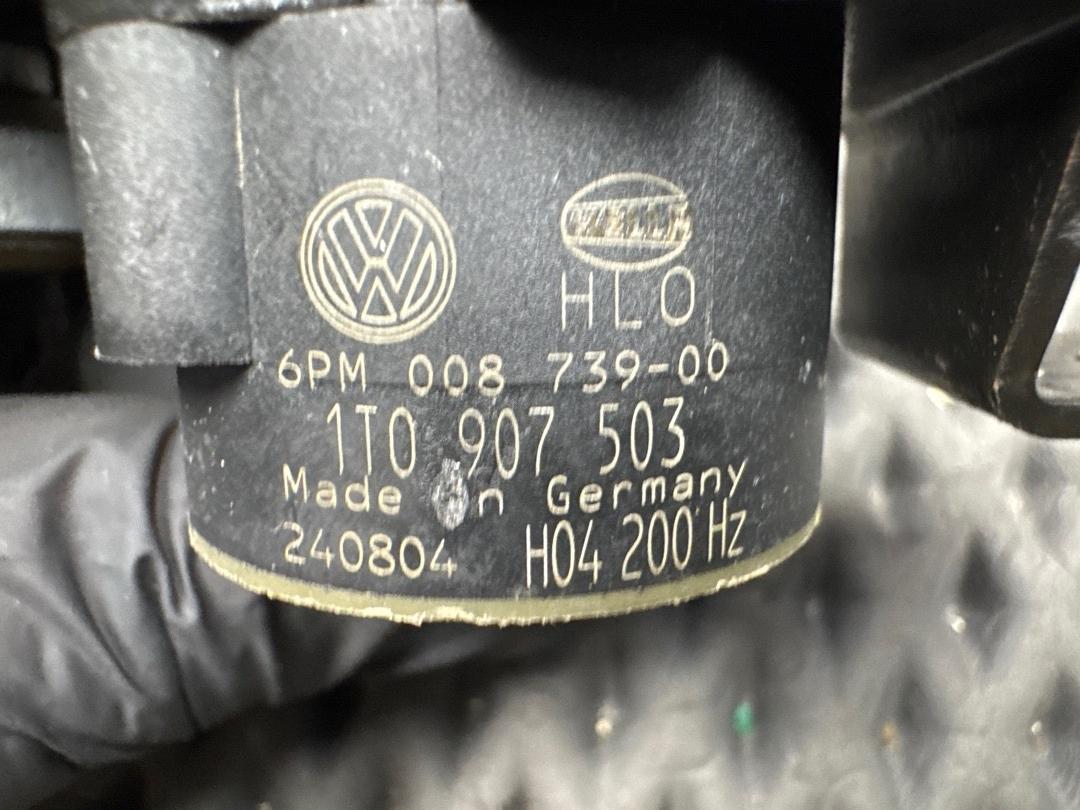 HLO
6PM 008 739-00
1T0 907 503
Made in Germany
240804 H04 200 Hz